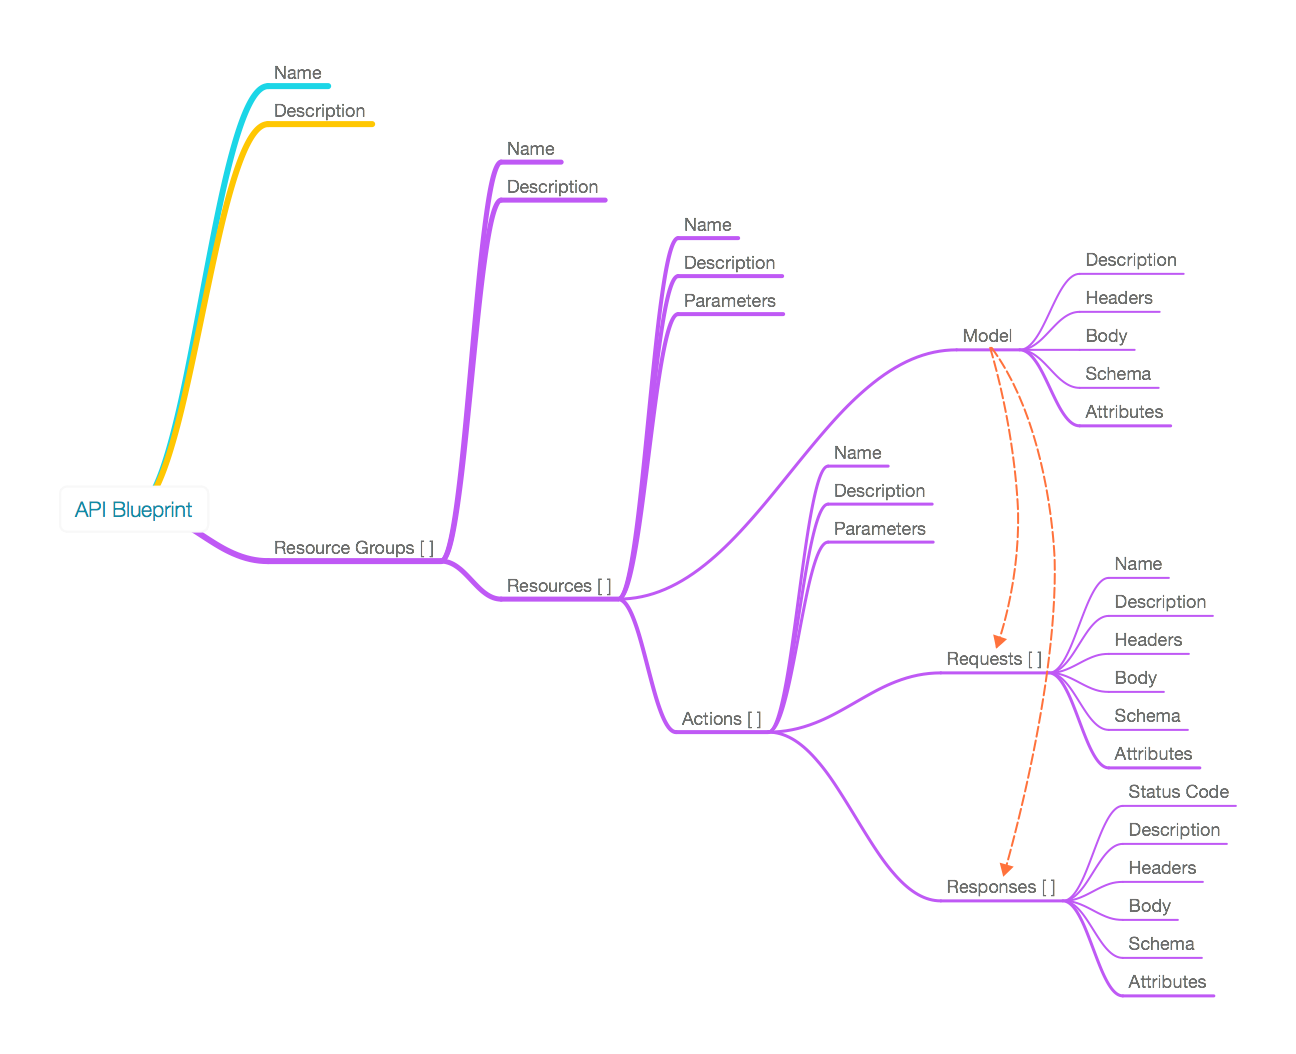 Name
Description
Name
Description
Name
Description
Parameters
Description
Headers
Model
Body
Schema
Attributes
Name
Description
Parameters
API Blueprint
Resource Groups [ ]
Resources [ ]
Name
Description
Headers
Requests [ ]
Body
Schema
Actions [ ]
Attributes
Status Code
Description
Headers
Responses [ ]
Body
Schema
Attributes